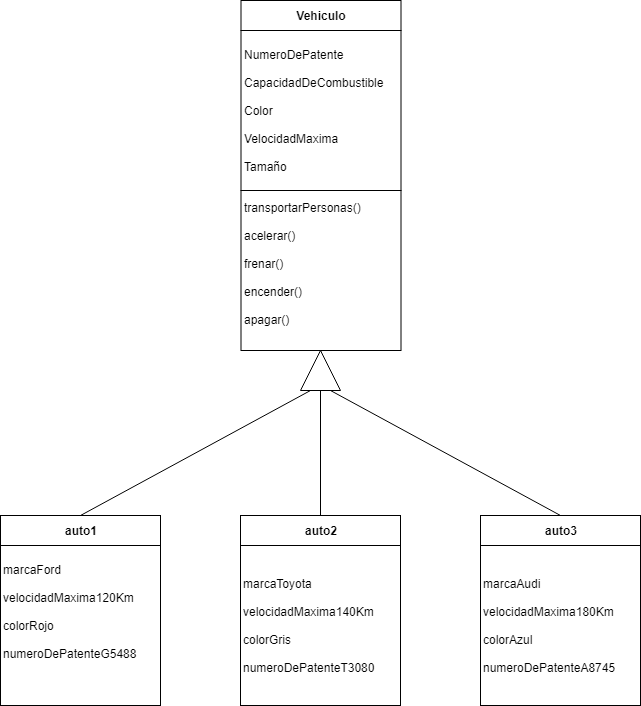 Vehiculo
NumeroDePatente
CapacidadDeCombustible
Color
VelocidadMaxima
Tamaño
transportarPersonas()
acelerar()
frenar()
encender()
apagar()
auto1
marcaFord
velocidadMaxima120Km
colorRojo
numeroDePatenteG5488
auto2
marcaToyota
velocidadMaxima140Km
colorGris
numeroDePatenteT3080
auto3
marcaAudi
velocidadMaxima180Km
colorAzul
numeroDePatenteA8745